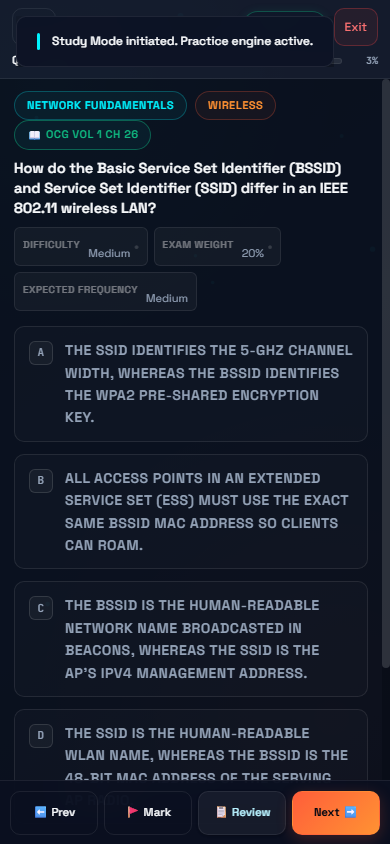 Study Mode initiated. Practice engine active.
Exit
3%
NETWORK FUNDAMENTALS
WIRELESS
📖 OCG VOL 1 CH 26
How do the Basic Service Set Identifier (BSSID)
and Service Set Identifier (SSID) differ in an IEEE
802.11 wireless LAN?
DIFFICULTY Medium
EXAM WEIGHT 20%
EXPECTED FREQUENCY Medium
A
THE SSID IDENTIFIES THE 5-GHZ CHANNEL
WIDTH, WHEREAS THE BSSID IDENTIFIES
THE WPA2 PRE-SHARED ENCRYPTION
KEY.
B
ALL ACCESS POINTS IN AN EXTENDED
SERVICE SET (ESS) MUST USE THE EXACT
SAME BSSID MAC ADDRESS SO CLIENTS
CAN ROAM.
C
THE BSSID IS THE HUMAN-READABLE
NETWORK NAME BROADCASTED IN
BEACONS, WHEREAS THE SSID IS THE
AP'S IPV4 MANAGEMENT ADDRESS.
D
THE SSID IS THE HUMAN-READABLE
WLAN NAME, WHEREAS THE BSSID IS THE
48-BIT MAC ADDRESS OF THE SERVING
Prev
Mark
Review
Next